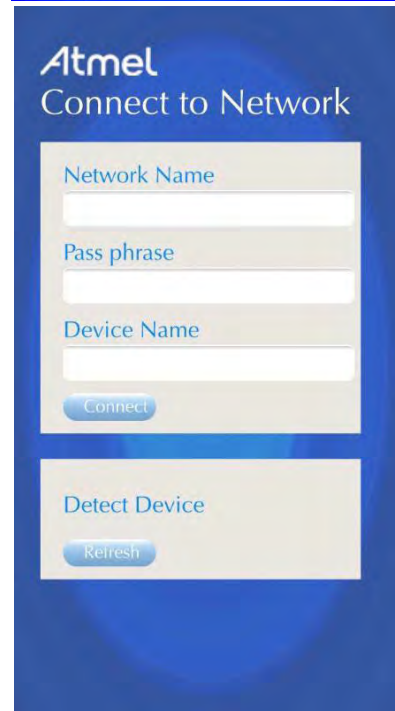 Atmel
Connect to Network
Network Name
Pass phrase
Device Name
Connect
Detect Device
Refresh